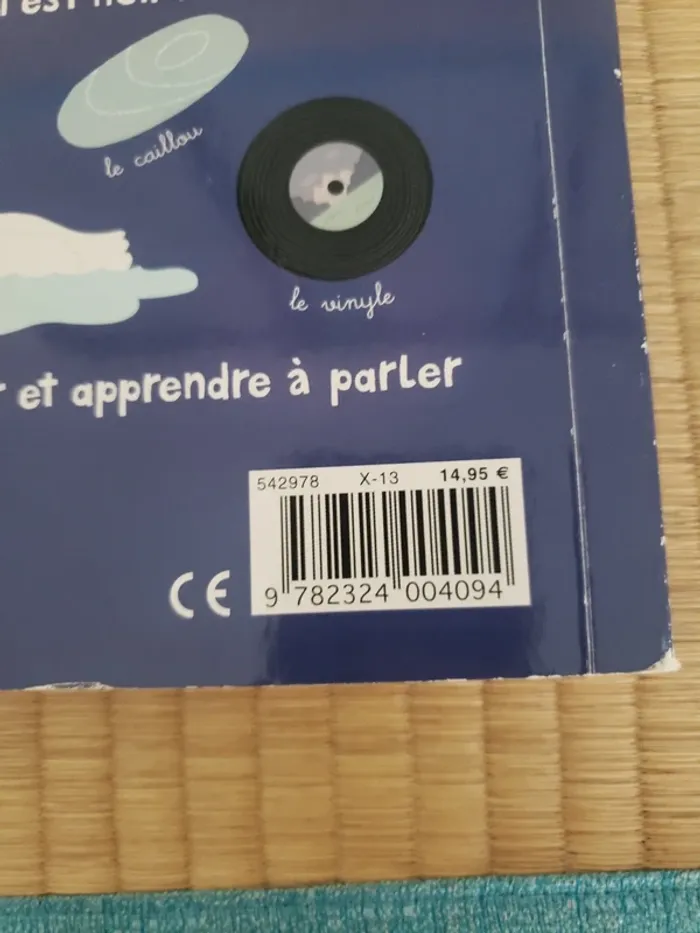 le caillou
le vinyle
et apprendre à parler
542978 X-13 14,95 €
CE
9 782324 004094